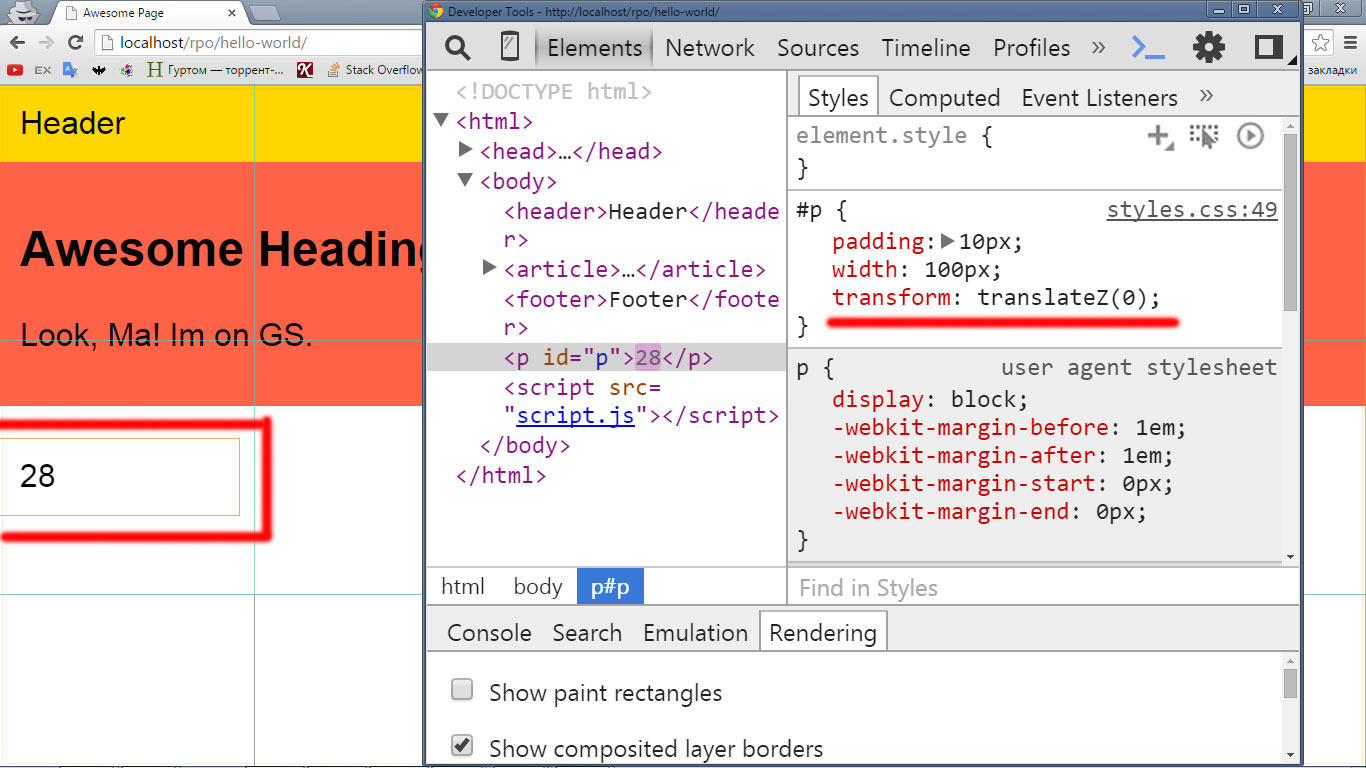 Awesome Page
Developer Tools - http://localhost/rpo/hello-world/
localhost/rpo/hello-world/
EX
Гуртом — торрент-...
Stack Overflow
закладки
Elements Network Sources Timeline Profiles »
Header
Awesome Heading
Look, Ma! Im on GS.
28
<!DOCTYPE html>
▼<html>
▶<head>…</head>
▼<body>
<header>Header</heade
r>
▶<article>…</article>
<footer>Footer</foote
r>
<p id="p">28</p>
<script src=
"script.js"></script>
</body>
</html>
html body p#p
Styles Computed Event Listeners »
element.style {
}
#p { styles.css:49
padding:▶10px;
width: 100px;
transform: translateZ(0);
}
p { user agent stylesheet
display: block;
-webkit-margin-before: 1em;
-webkit-margin-after: 1em;
-webkit-margin-start: 0px;
-webkit-margin-end: 0px;
}
Find in Styles
Console Search Emulation Rendering
Show paint rectangles
Show composited layer borders